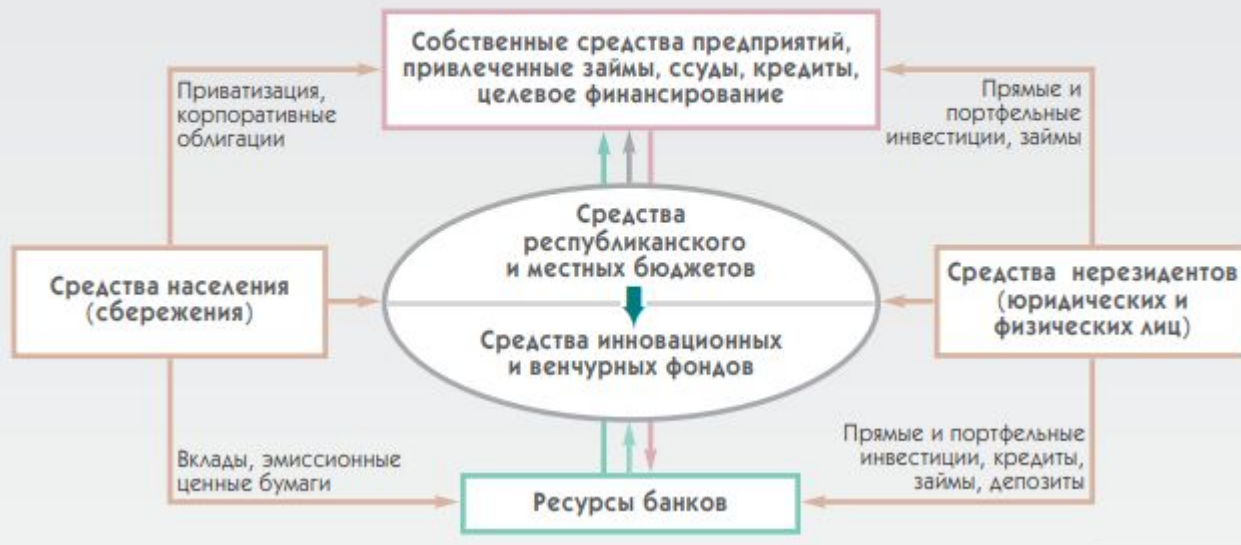 Собственные средства предприятий,
привлеченные займы, ссуды, кредиты,
целевое финансирование
Приватизация,
корпоративные
облигации
Прямые и
портфельные
инвестиции, займы
Средства
республиканского
и местных бюджетов
Средства населения
(сбережения)
Средства нерезидентов
(юридических и
физических лиц)
Средства инновационных
и венчурных фондов
Вклады, эмиссионные
ценные бумаги
Прямые и портфельные
инвестиции, кредиты,
займы, депозиты
Ресурсы банков